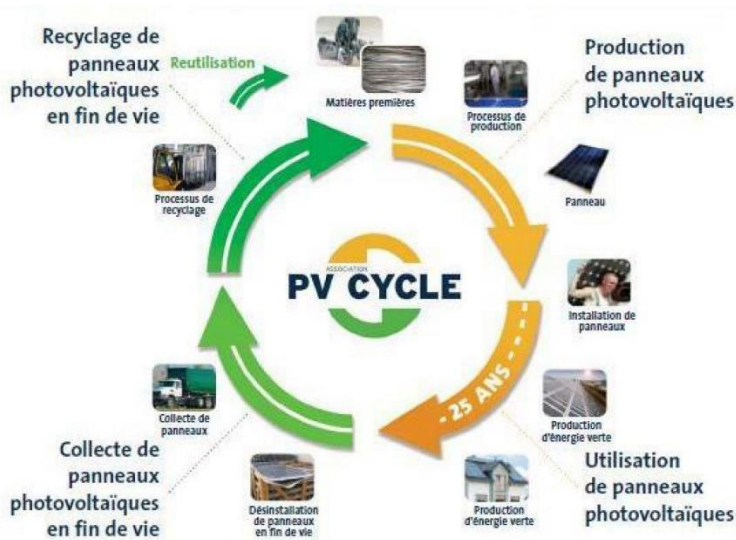 Recyclage de
panneaux
photovoltaïques
en fin de vie
Reutilisation
Matières premières
Processus de
production
Production
de panneaux
photovoltaïques
Processus de
recyclage
Panneau
ASSOCIATION
PV CYCLE
Installation de
panneaux
- 25 ANS -
Collecte de
panneaux
Production
d'énergie verte
Collecte de
panneaux
photovoltaïques
en fin de vie
Désinstallation
de panneaux
en fin de vie
Production
d'énergie verte
Utilisation
de panneaux
photovoltaïques